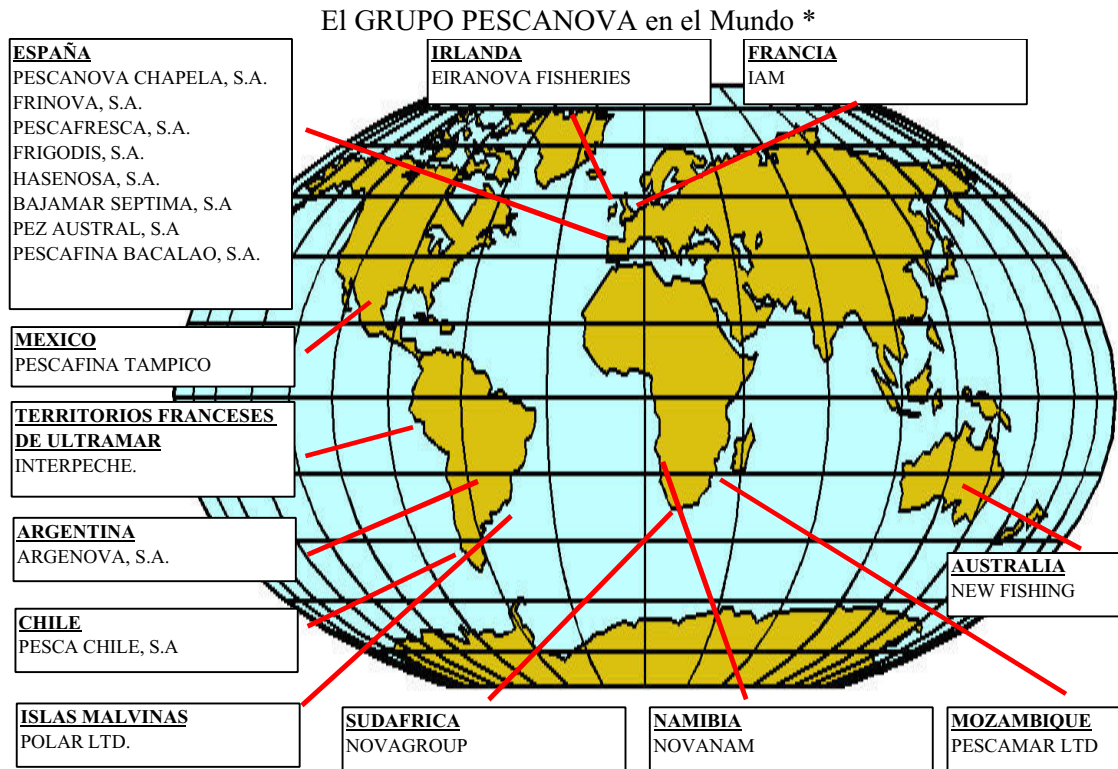 El GRUPO PESCANOVA en el Mundo *
ESPAÑA
PESCANOVA CHAPELA, S.A.
FRINOVA, S.A.
PESCAFRESCA, S.A.
FRIGODIS, S.A.
HASENOSA, S.A.
BAJAMAR SEPTIMA, S.A
PEZ AUSTRAL, S.A
PESCAFINA BACALAO, S.A.
IRLANDA
EIRANOVA FISHERIES
FRANCIA
IAM
MEXICO
PESCAFINA TAMPICO
TERRITORIOS FRANCESES
DE ULTRAMAR
INTERPECHE.
ARGENTINA
ARGENOVA, S.A.
CHILE
PESCA CHILE, S.A
ISLAS MALVINAS
POLAR LTD.
SUDAFRICA
NOVAGROUP
NAMIBIA
NOVANAM
MOZAMBIQUE
PESCAMAR LTD
AUSTRALIA
NEW FISHING